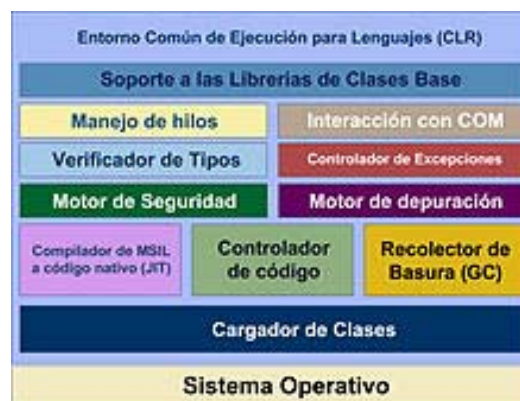 Entorno Común de Ejecución para Lenguajes (CLR)
Soporte a las Librerias de Clases Base
Manejo de hilos
Interacción con COM
Verificador de Tipos
Controlador de Excepciones
Motor de Seguridad
Motor de depuración
Compilador de MSIL
a código nativo (JIT)
Controlador
de código
Recolector de
Basura (GC)
Cargador de Clases
Sistema Operativo